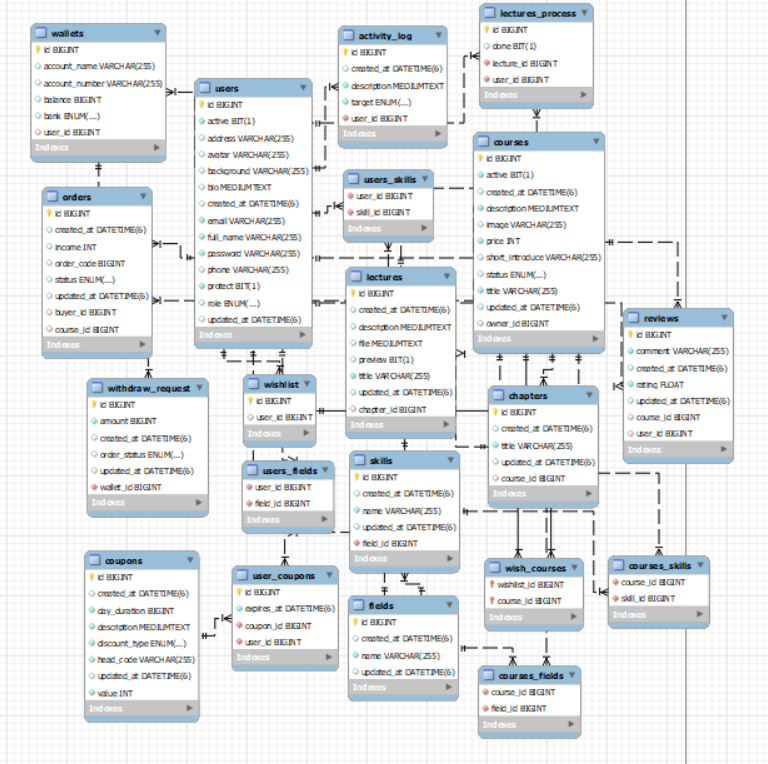 wallets
id BIGINT
account_name VARCHAR(255)
account_number VARCHAR(255)
balance BIGINT
bank ENUM(...)
user_id BIGINT
Indexes
users
id BIGINT
active BIT(1)
address VARCHAR(255)
avatar VARCHAR(255)
background VARCHAR(255)
bio MEDIUMTEXT
created_at DATETIME(6)
email VARCHAR(255)
full_name VARCHAR(255)
password VARCHAR(255)
phone VARCHAR(255)
protect BIT(1)
role ENUM(...)
updated_at DATETIME(6)
Indexes
activity_log
id BIGINT
created_at DATETIME(6)
description MEDIUMTEXT
target ENUM(...)
user_id BIGINT
Indexes
lectures_process
id BIGINT
done BIT(1)
lecture_id BIGINT
user_id BIGINT
Indexes
courses
id BIGINT
active BIT(1)
created_at DATETIME(6)
description MEDIUMTEXT
image VARCHAR(255)
price INT
short_introduce VARCHAR(255)
status ENUM(...)
title VARCHAR(255)
updated_at DATETIME(6)
owner_id BIGINT
Indexes
users_skills
user_id BIGINT
skill_id BIGINT
Indexes
orders
id BIGINT
created_at DATETIME(6)
income INT
order_code BIGINT
status ENUM(...)
updated_at DATETIME(6)
buyer_id BIGINT
course_id BIGINT
Indexes
lectures
id BIGINT
created_at DATETIME(6)
description MEDIUMTEXT
file MEDIUMTEXT
preview BIT(1)
title VARCHAR(255)
updated_at DATETIME(6)
chapter_id BIGINT
Indexes
reviews
id BIGINT
comment VARCHAR(255)
created_at DATETIME(6)
rating FLOAT
updated_at DATETIME(6)
course_id BIGINT
user_id BIGINT
Indexes
withdraw_request
id BIGINT
amount BIGINT
created_at DATETIME(6)
order_status ENUM(...)
updated_at DATETIME(6)
wallet_id BIGINT
Indexes
wishlist
id BIGINT
user_id BIGINT
Indexes
chapters
id BIGINT
created_at DATETIME(6)
title VARCHAR(255)
updated_at DATETIME(6)
course_id BIGINT
Indexes
users_fields
user_id BIGINT
field_id BIGINT
Indexes
skills
id BIGINT
created_at DATETIME(6)
name VARCHAR(255)
updated_at DATETIME(6)
field_id BIGINT
Indexes
coupons
id BIGINT
created_at DATETIME(6)
day_duration BIGINT
description MEDIUMTEXT
discount_type ENUM(...)
head_code VARCHAR(255)
updated_at DATETIME(6)
value INT
Indexes
user_coupons
id BIGINT
expires_at DATETIME(6)
coupon_id BIGINT
user_id BIGINT
Indexes
wish_courses
wishlist_id BIGINT
course_id BIGINT
Indexes
courses_skills
course_id BIGINT
skill_id BIGINT
Indexes
fields
id BIGINT
created_at DATETIME(6)
name VARCHAR(255)
updated_at DATETIME(6)
Indexes
courses_fields
course_id BIGINT
field_id BIGINT
Indexes